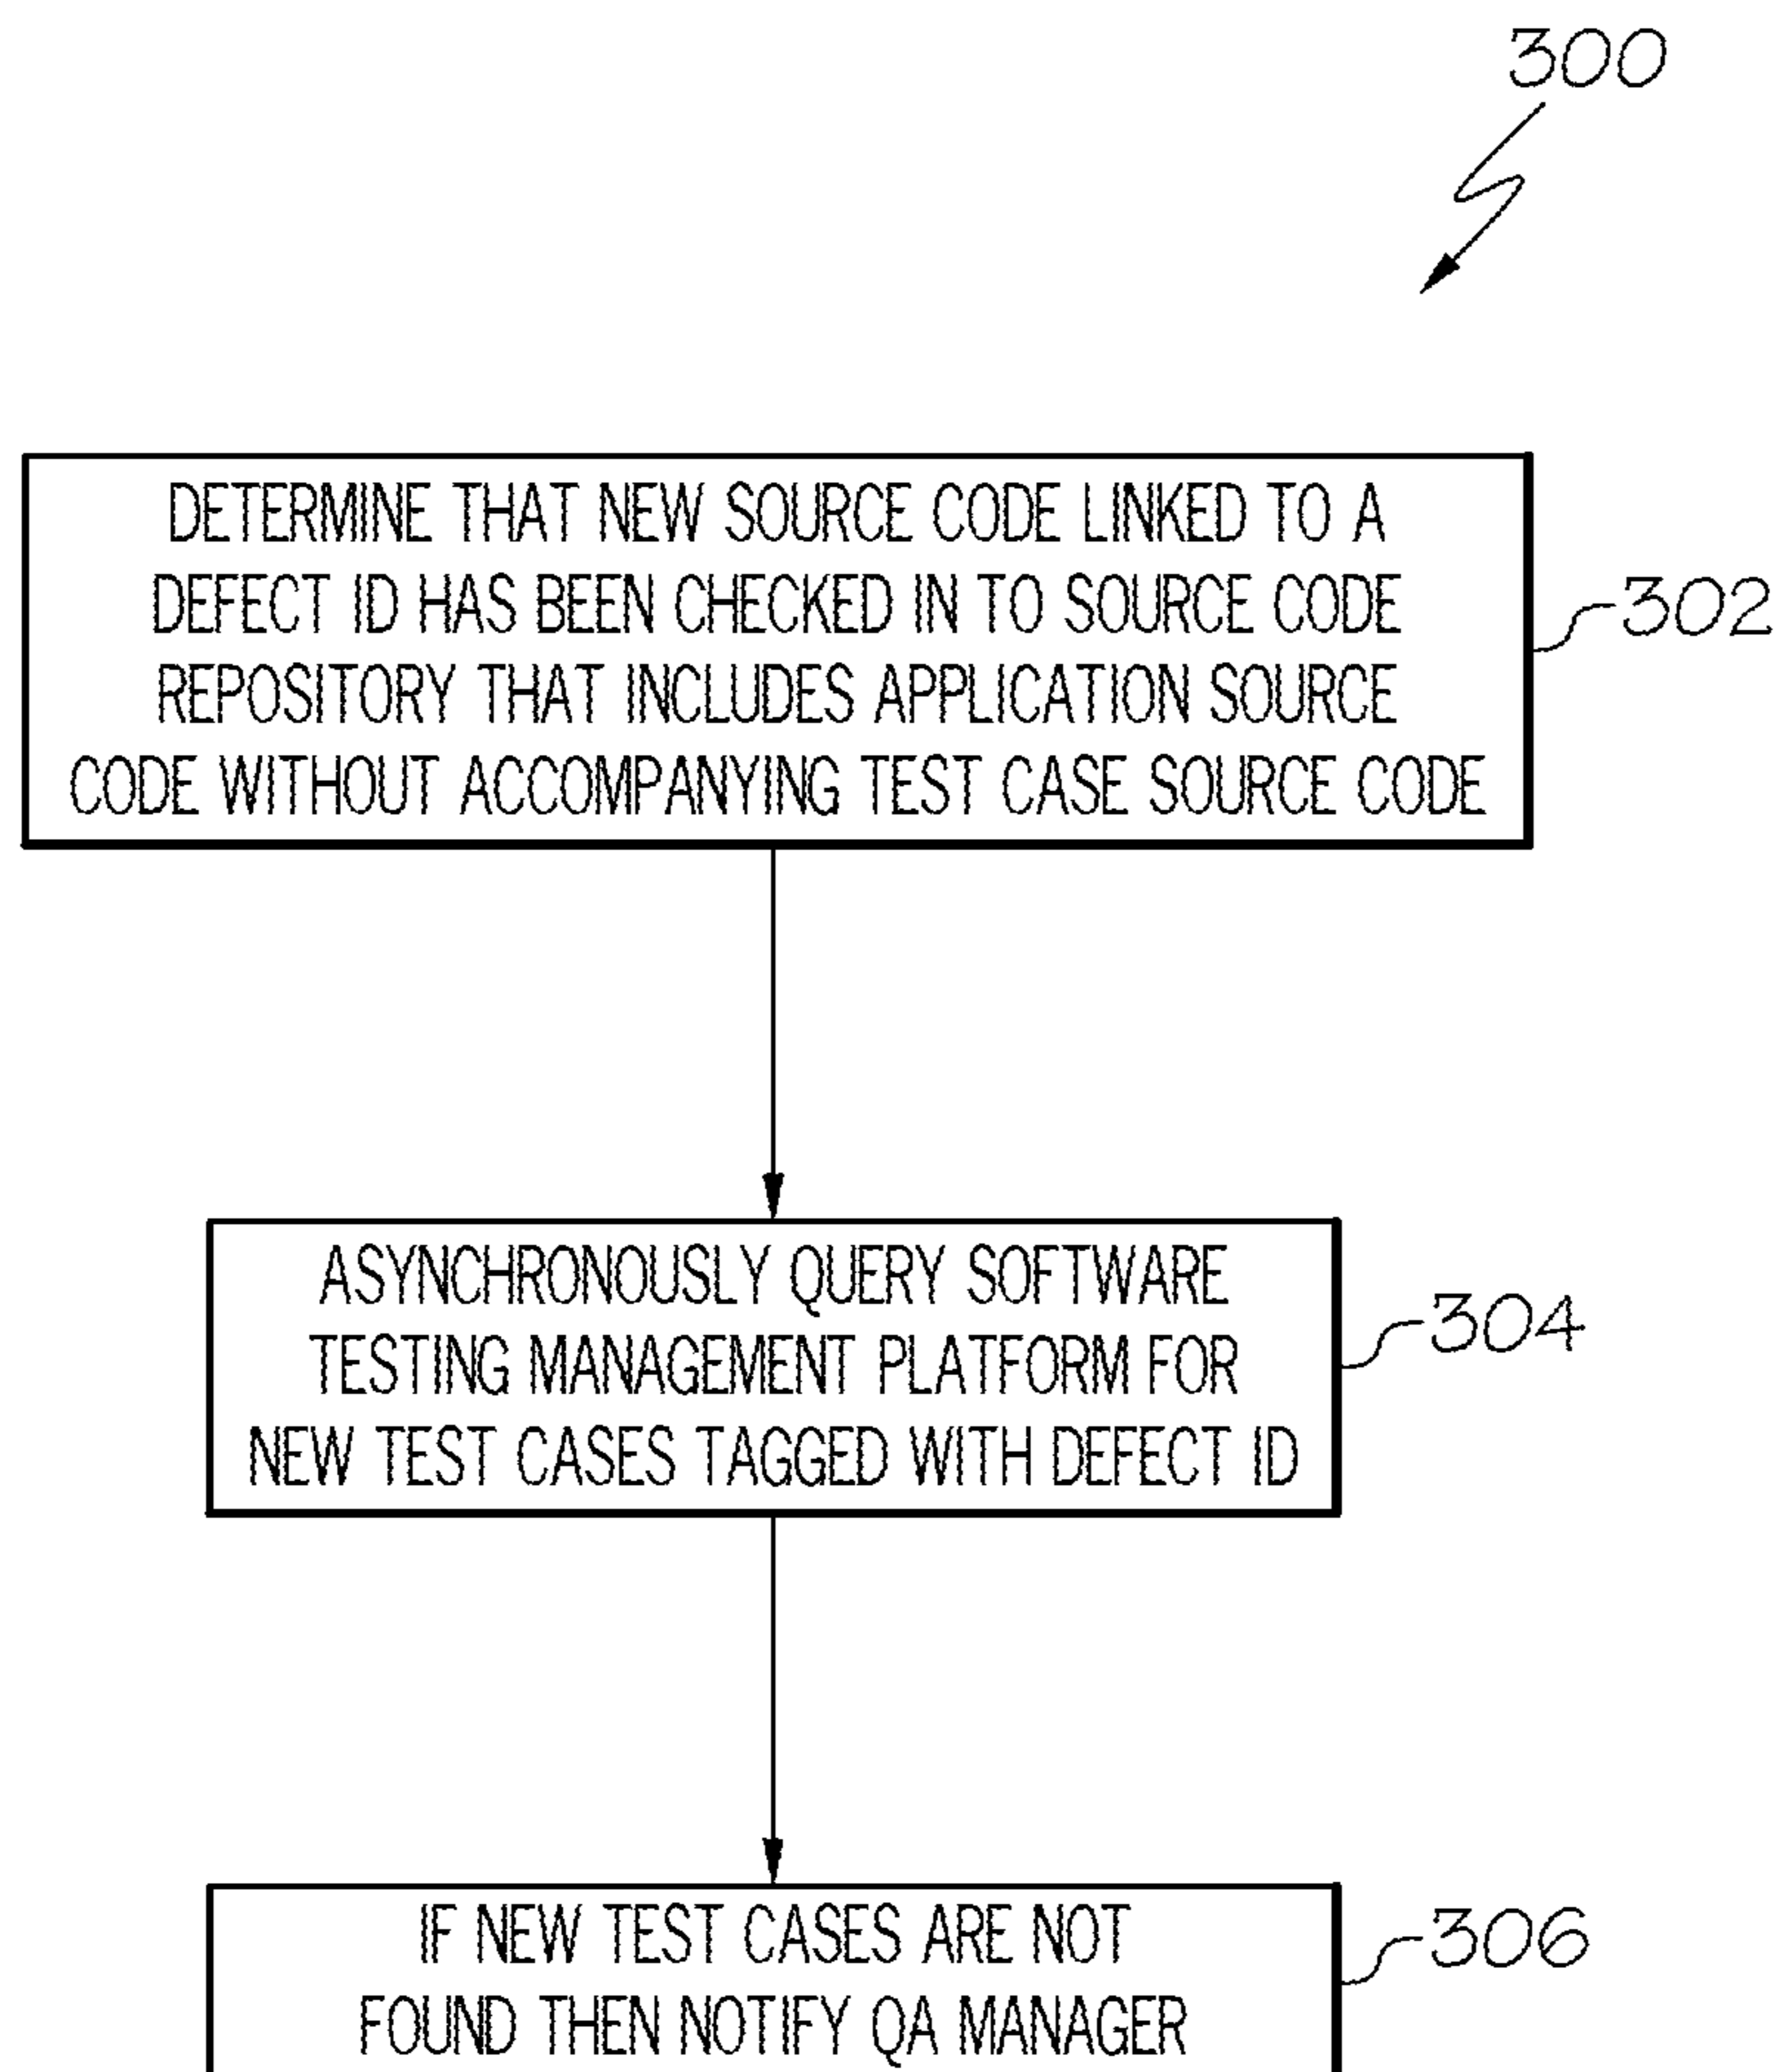 300
DETERMINE THAT NEW SOURCE CODE LINKED TO A
DEFECT ID HAS BEEN CHECKED IN TO SOURCE CODE
REPOSITORY THAT INCLUDES APPLICATION SOURCE
CODE WITHOUT ACCOMPANYING TEST CASE SOURCE CODE
302
ASYNCHRONOUSLY QUERY SOFTWARE
TESTING MANAGEMENT PLATFORM FOR
NEW TEST CASES TAGGED WITH DEFECT ID
304
IF NEW TEST CASES ARE NOT
FOUND THEN NOTIFY QA MANAGER
306